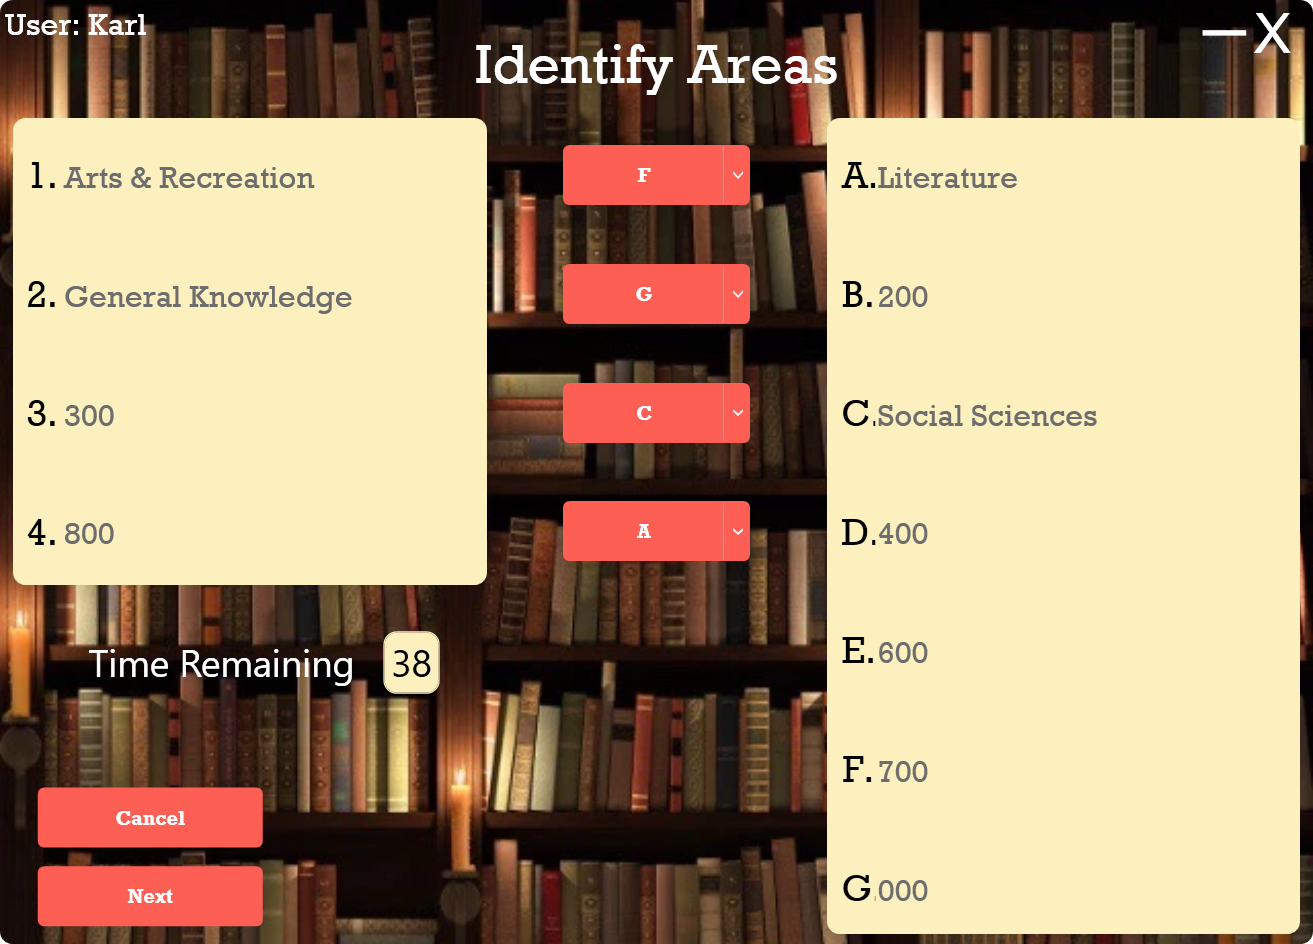 User: Karl
— X
Identify Areas
1. Arts & Recreation
F
A. Literature
2. General Knowledge
G
B. 200
3. 300
C
C. Social Sciences
4. 800
A
D. 400
E. 600
Time Remaining 38
F. 700
Cancel
G. 000
Next